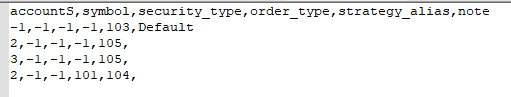 accountS,symbol,security_type,order_type,strategy_alias,note
-1,-1,-1,-1,103,Default
2,-1,-1,-1,105,
3,-1,-1,-1,105,
2,-1,-1,101,104,